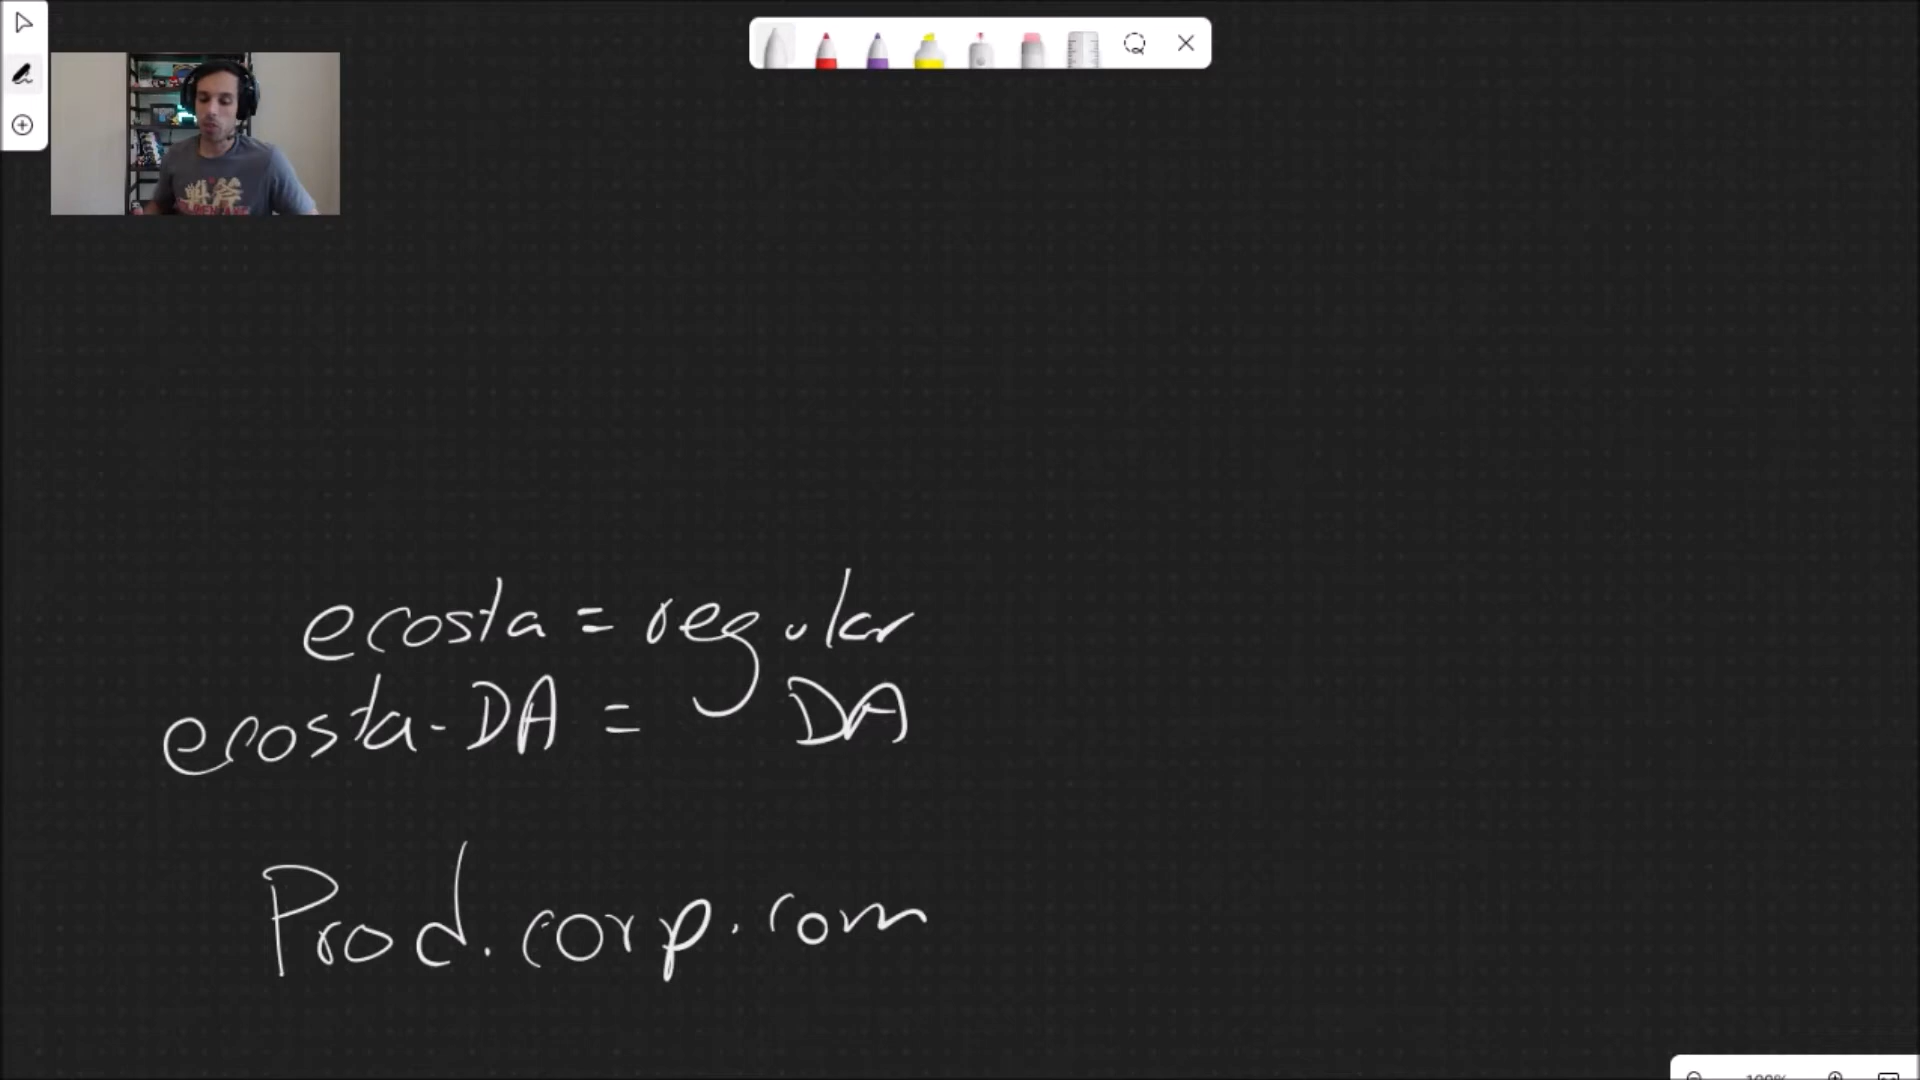 ecosta = regular
ecosta-DA = DA
Prod.corp.com